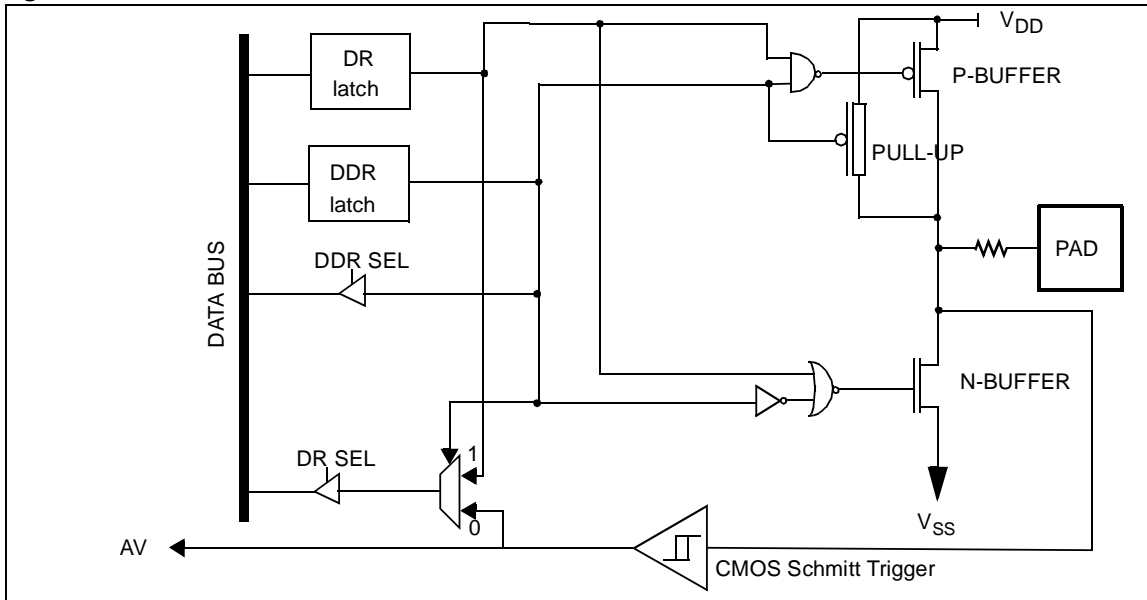 V_DD
DR
latch
P-BUFFER
PULL-UP
DDR
latch
DATA BUS
PAD
DDR SEL
N-BUFFER
DR SEL
1
0
V_SS
AV
CMOS Schmitt Trigger